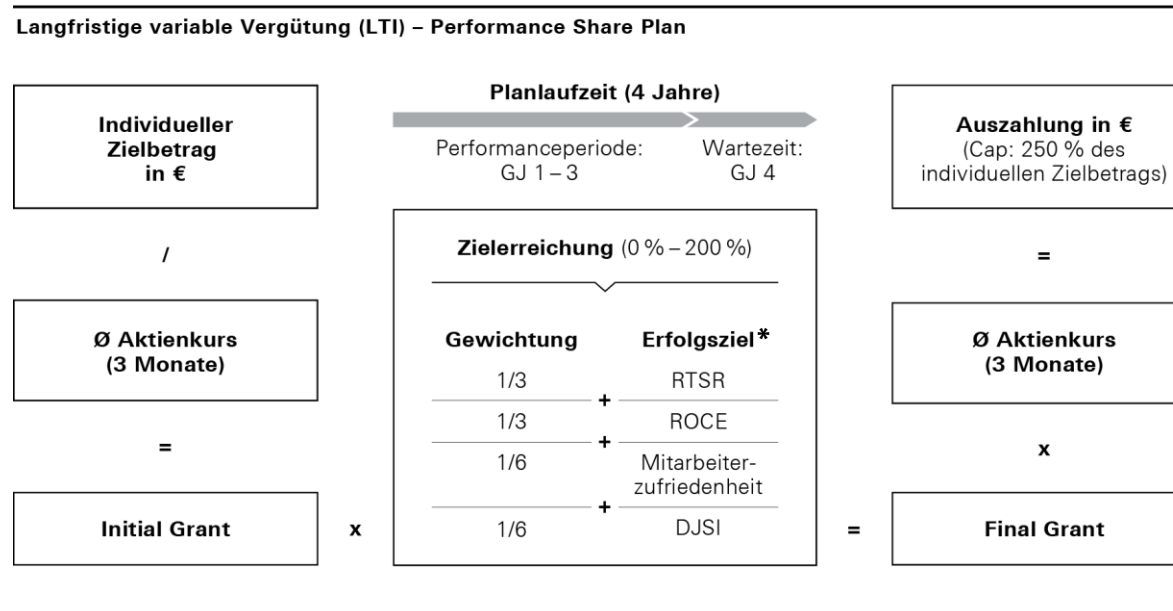 Langfristige variable Vergütung (LTI) – Performance Share Plan
Individueller
Zielbetrag
in €
/
Ø Aktienkurs
(3 Monate)
=
Initial Grant
x
Planlaufzeit (4 Jahre)
Performanceperiode:
GJ 1 – 3
Wartezeit:
GJ 4
Zielerreichung (0 % – 200 %)
Gewichtung Erfolgsziel*
1/3 RTSR
+
1/3 ROCE
+
1/6 Mitarbeiter-
zufriedenheit
+
1/6 DJSI
=
Auszahlung in €
(Cap: 250 % des
individuellen Zielbetrags)
=
Ø Aktienkurs
(3 Monate)
x
Final Grant